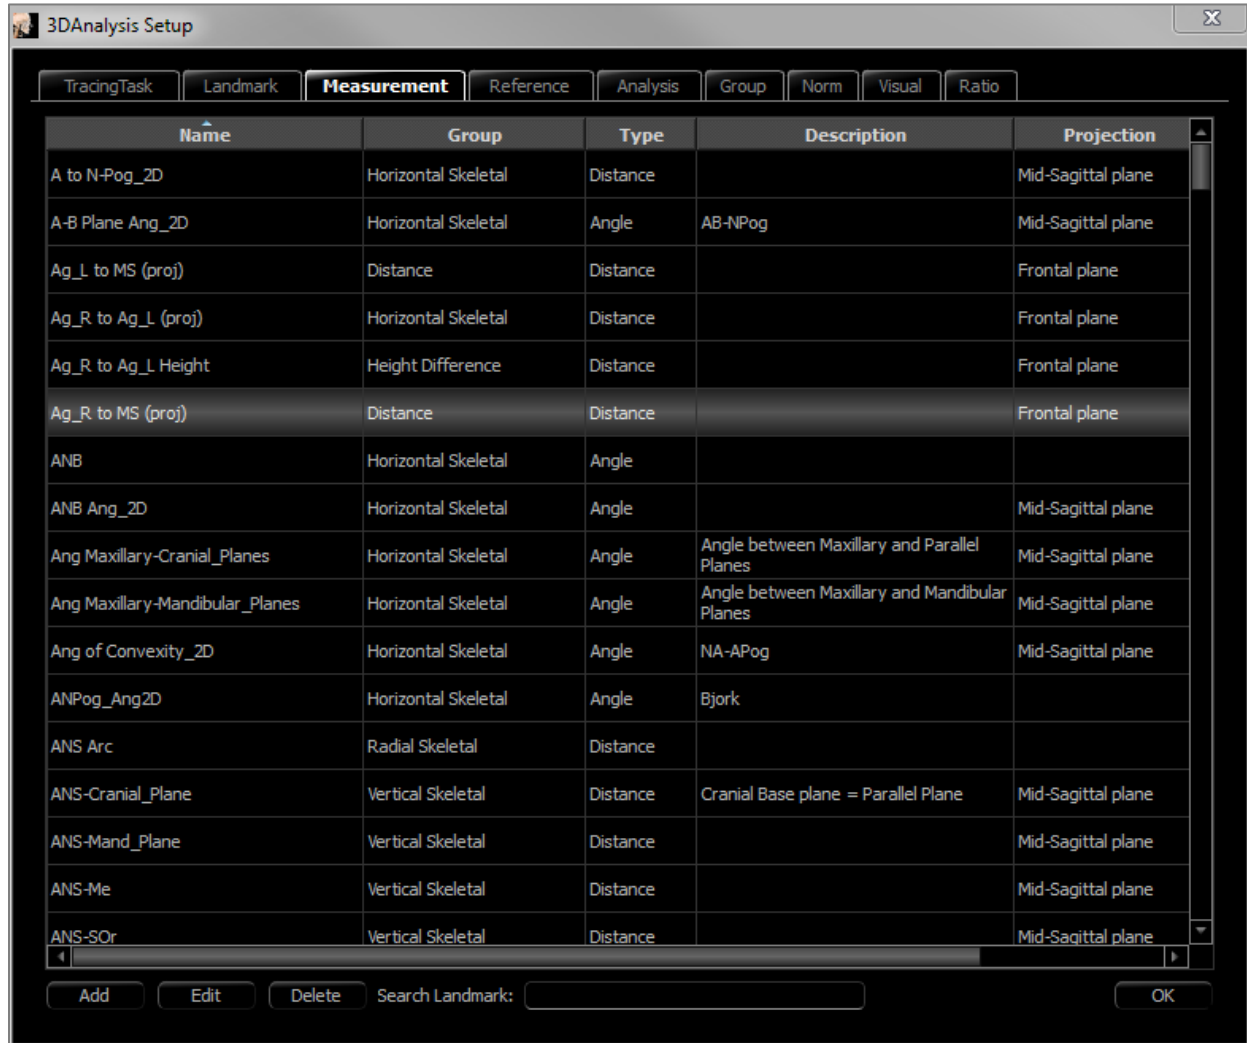 3DAnalysis Setup
TracingTask Landmark Measurement Reference Analysis Group Norm Visual Ratio
Name Group Type Description Projection
A to N-Pog_2D Horizontal Skeletal Distance Mid-Sagittal plane
A-B Plane Ang_2D Horizontal Skeletal Angle AB-NPog Mid-Sagittal plane
Ag_L to MS (proj) Distance Distance Frontal plane
Ag_R to Ag_L (proj) Horizontal Skeletal Distance Frontal plane
Ag_R to Ag_L Height Height Difference Distance Frontal plane
Ag_R to MS (proj) Distance Distance Frontal plane
ANB Horizontal Skeletal Angle
ANB Ang_2D Horizontal Skeletal Angle Mid-Sagittal plane
Ang Maxillary-Cranial_Planes Horizontal Skeletal Angle Angle between Maxillary and Parallel Planes Mid-Sagittal plane
Ang Maxillary-Mandibular_Planes Horizontal Skeletal Angle Angle between Maxillary and Mandibular Planes Mid-Sagittal plane
Ang of Convexity_2D Horizontal Skeletal Angle NA-APog Mid-Sagittal plane
ANPog_Ang2D Horizontal Skeletal Angle Bjork
ANS Arc Radial Skeletal Distance
ANS-Cranial_Plane Vertical Skeletal Distance Cranial Base plane = Parallel Plane Mid-Sagittal plane
ANS-Mand_Plane Vertical Skeletal Distance Mid-Sagittal plane
ANS-Me Vertical Skeletal Distance Mid-Sagittal plane
ANS-SOr Vertical Skeletal Distance Mid-Sagittal plane
Add Edit Delete Search Landmark: OK